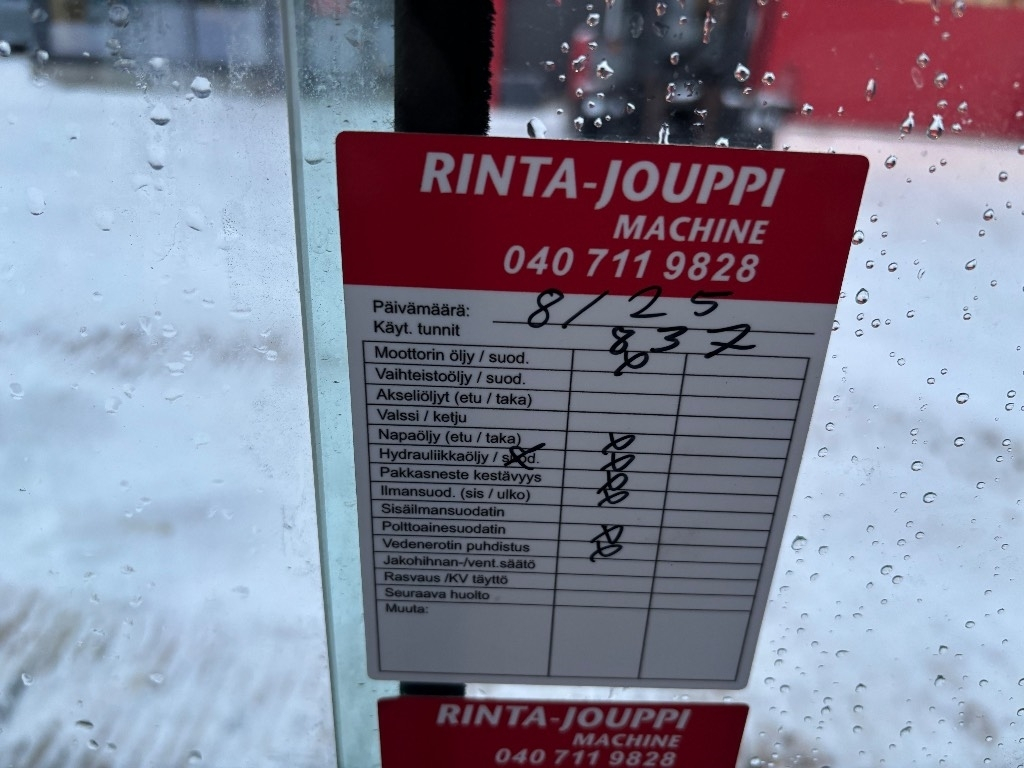 RINTA-JOUPPI
MACHINE
040 711 9828
Päivämäärä: 8/25
Käyt. tunnit 837
Moottorin öljy / suod. x
Vaihteistoöljy / suod.
Akseliöljyt (etu / taka)
Valssi / ketju
Napaöljy (etu / taka) x
Hydrauliikkaöljy / suod. x
Pakkasneste kestävyys x
Ilmansuod. (sis / ulko) x
Sisäilmansuodatin
Polttoainesuodatin x
Vedenerotin puhdistus x
Jakohihnan-/vent.säätö
Rasvaus /KV täyttö
Seuraava huolto
Muuta:
RINTA-JOUPPI
MACHINE
040 711 9828